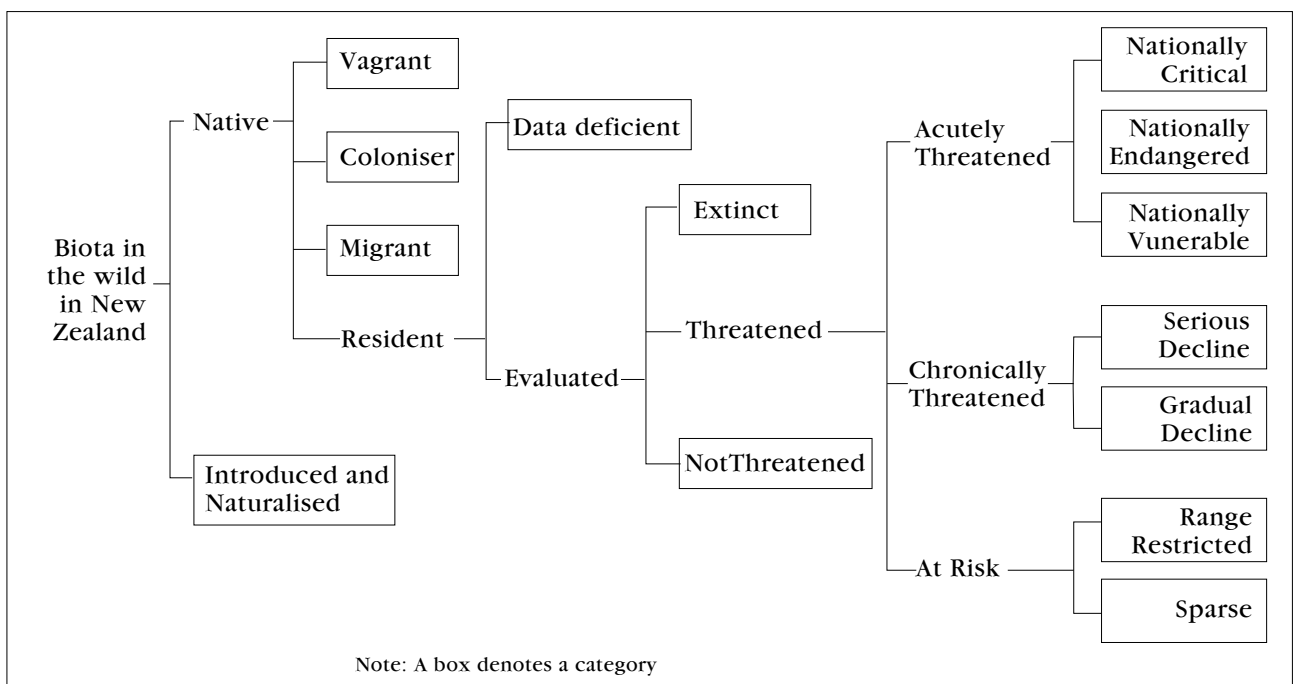 Biota in
the wild
in New
Zealand
Native
Introduced and
Naturalised
Vagrant
Coloniser
Migrant
Resident
Data deficient
Evaluated
Extinct
Threatened
NotThreatened
Acutely
Threatened
Chronically
Threatened
At Risk
Nationally
Critical
Nationally
Endangered
Nationally
Vunerable
Serious
Decline
Gradual
Decline
Range
Restricted
Sparse
Note: A box denotes a category